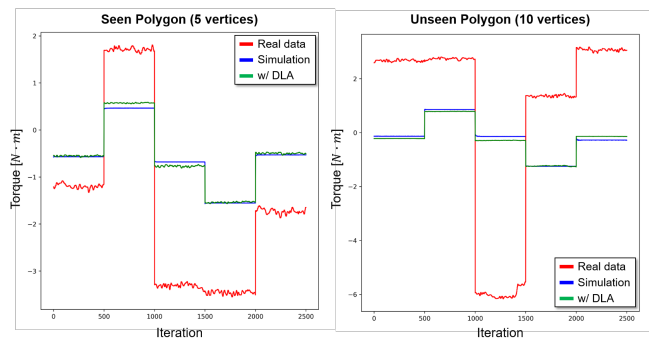 Seen Polygon (5 vertices)
Torque [N · m]
2
1
0
−1
−2
−3
Real data
Simulation
w/ DLA
0
500
1000
1500
2000
2500
Iteration
Unseen Polygon (10 vertices)
Torque [N · m]
2
0
−2
−4
−6
Real data
Simulation
w/ DLA
0
500
1000
1500
2000
2500
Iteration